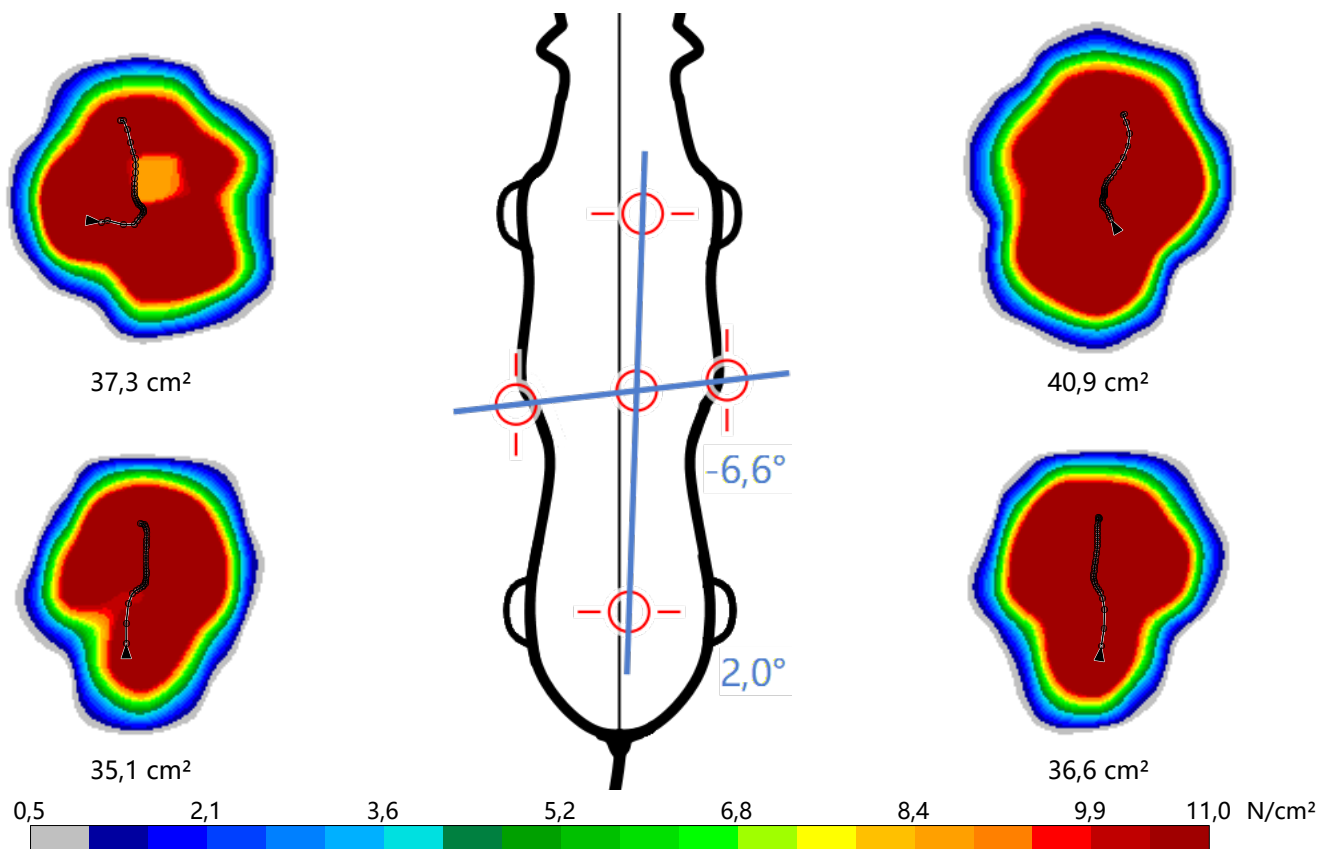 37,3 cm²
40,9 cm²
-6,6°
2,0°
35,1 cm²
36,6 cm²
0,5 2,1 3,6 5,2 6,8 8,4 9,9 11,0 N/cm²